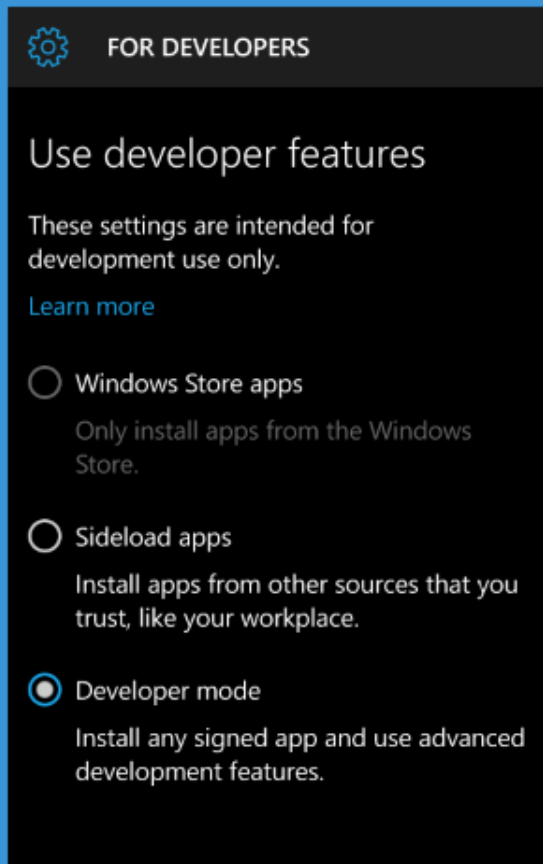 FOR DEVELOPERS
Use developer features
These settings are intended for
development use only.
Learn more
Windows Store apps
Only install apps from the Windows
Store.
Sideload apps
Install apps from other sources that you
trust, like your workplace.
Developer mode
Install any signed app and use advanced
development features.